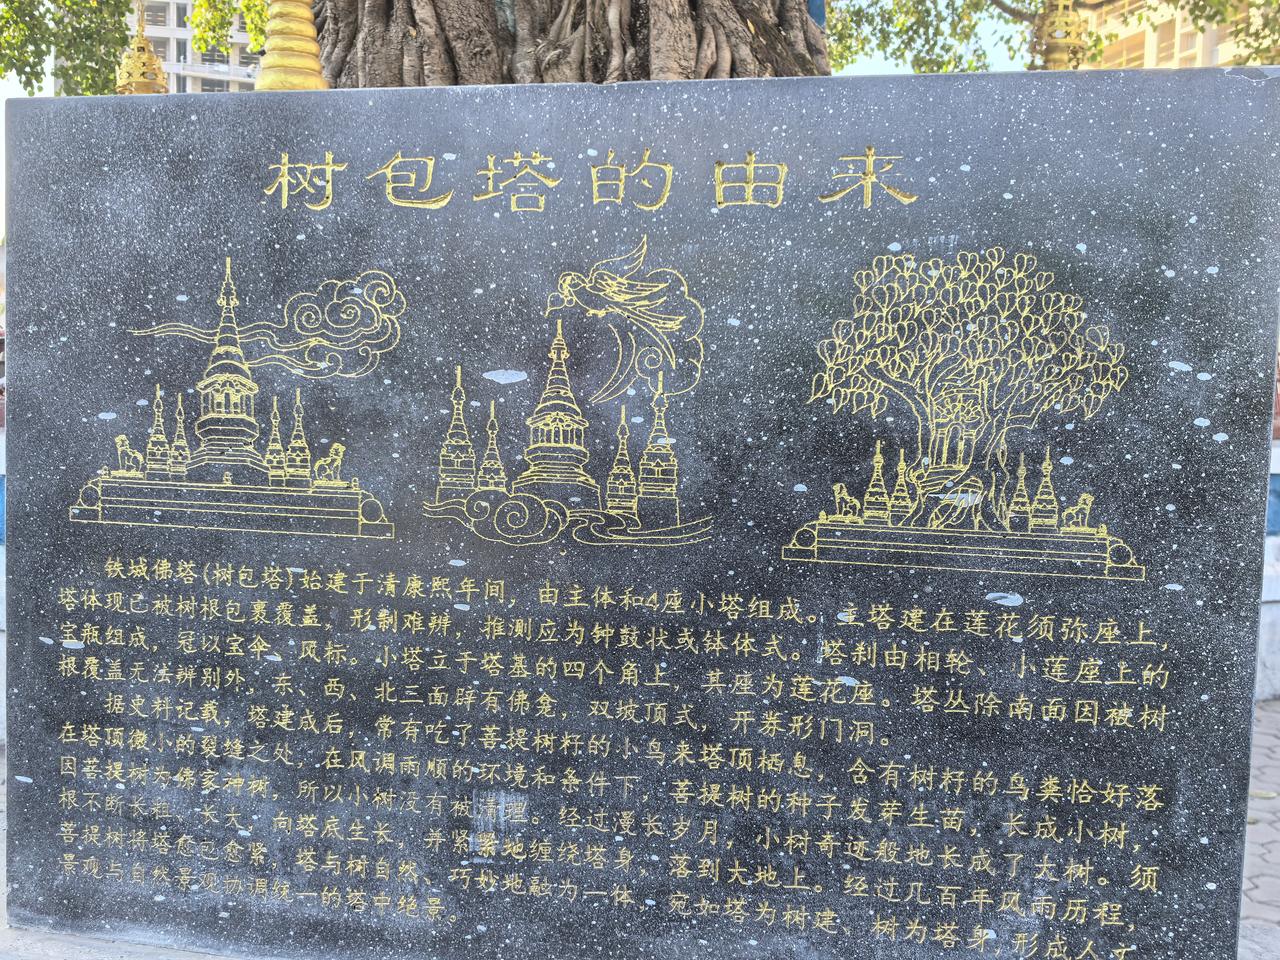 树包塔的由来
铁城佛塔(树包塔)始建于清康熙年间，由主体和4座小塔组成。主塔建在莲花须弥座上，
塔体现已被树根包裹覆盖，形制难辨，推测应为钟鼓状或钵体式。塔刹由相轮、小莲座上的
宝瓶组成，冠以宝伞、风标。小塔立于塔基的四个角上，其座为莲花座。塔丛除南面因被树
根覆盖无法辨别外，东、西、北三面辟有佛龛，双坡顶式，开券形门洞。
据史料记载，塔建成后，常有吃了菩提树籽的小鸟来塔顶栖息，含有树籽的鸟粪恰好落
在塔顶微小的裂缝之处，在风调雨顺的环境和条件下，菩提树的种子发芽生苗，长成小树，
因菩提树为佛家神树，所以小树没有被清理。经过漫长岁月，小树奇迹般地长成了大树。须
根不断长粗、长大，向塔底生长，并紧紧地缠绕塔身，落到大地上。经过几百年风雨历程，
菩提树将塔愈包愈紧，塔与树自然、巧妙地融为一体，宛如塔为树建、树为塔身，形成人
景观与自然景观协调统一的塔中绝景。